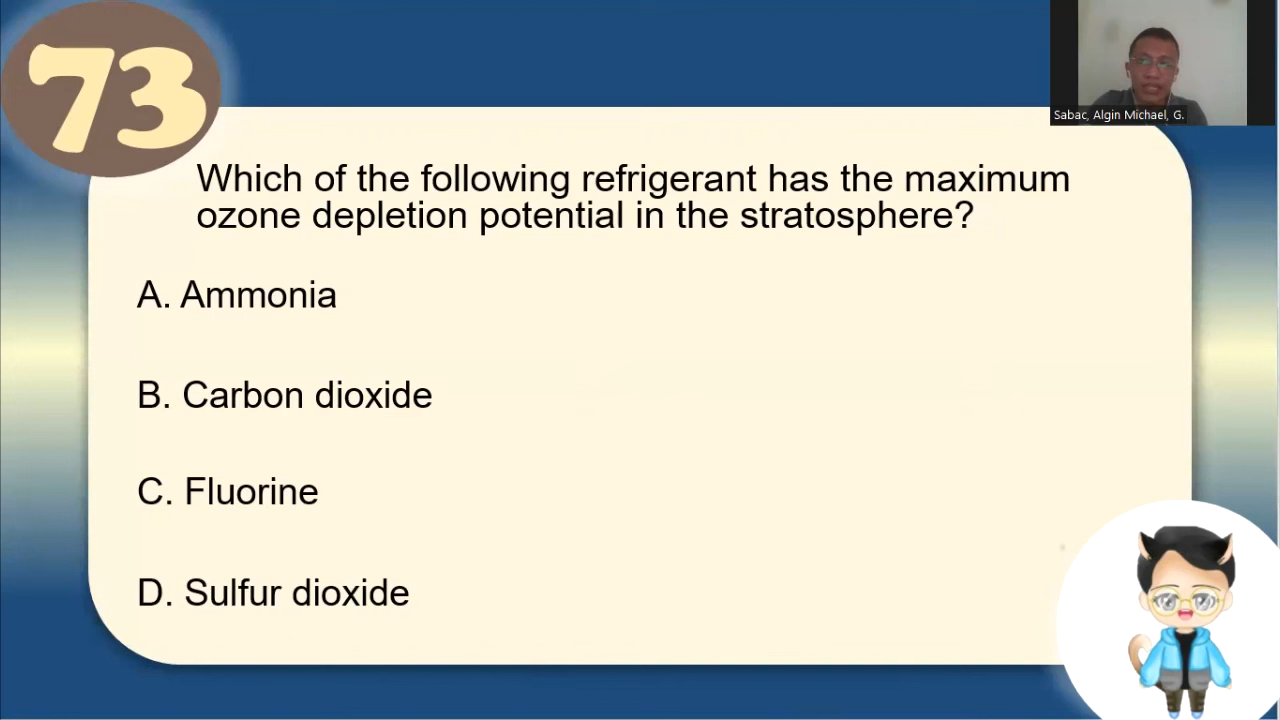 73
Sabac, Algin Michael, G.
Which of the following refrigerant has the maximum
ozone depletion potential in the stratosphere?
A. Ammonia
B. Carbon dioxide
C. Fluorine
D. Sulfur dioxide